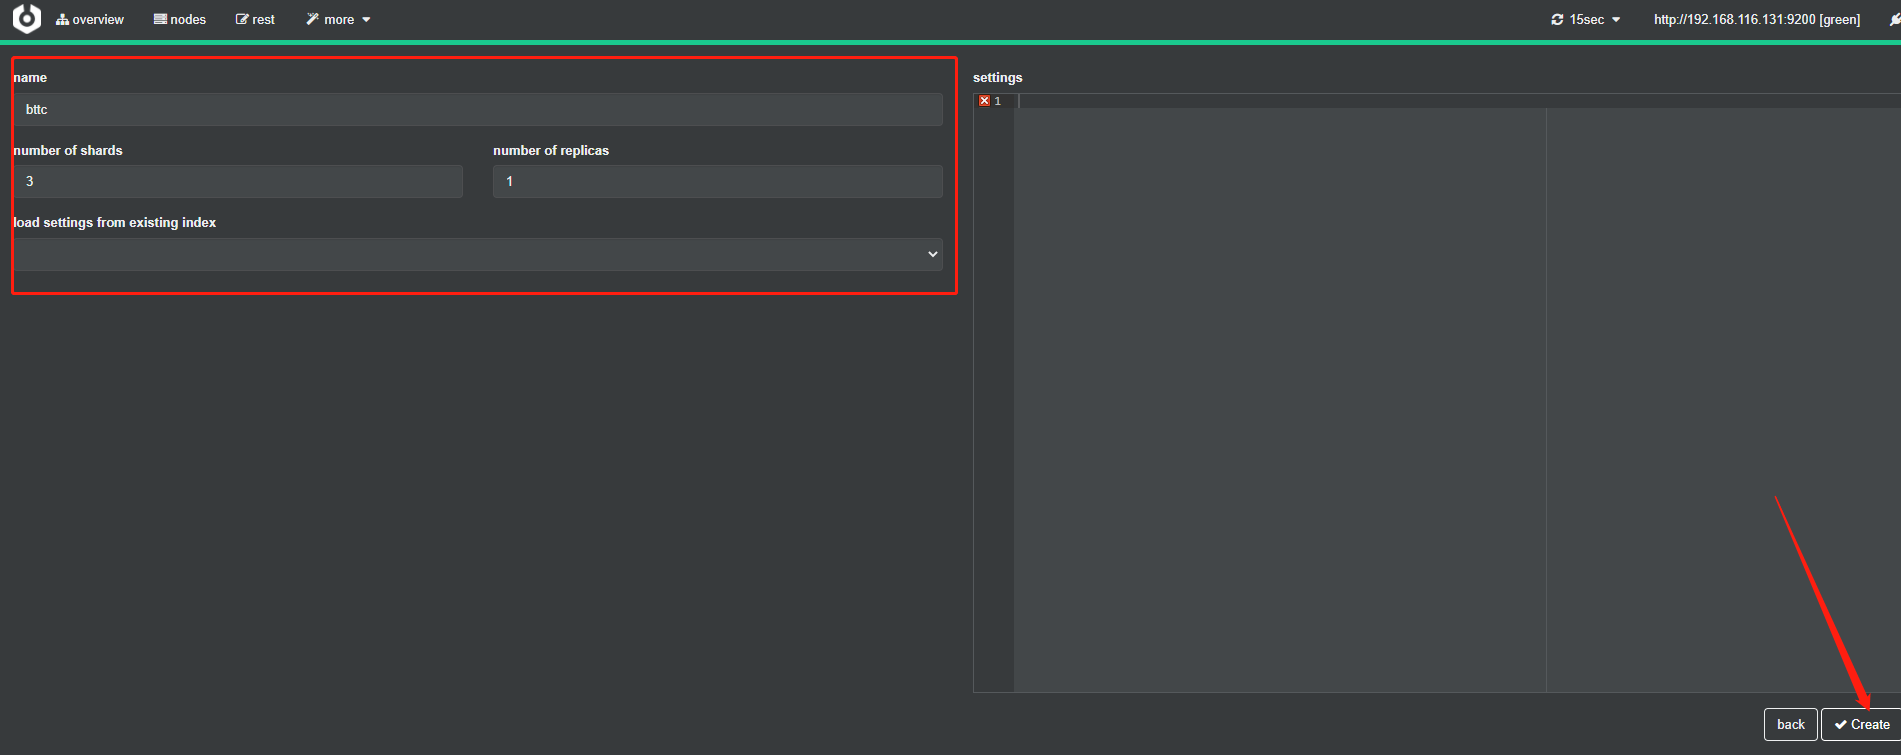 overview nodes rest more 15sec http://192.168.116.131:9200 [green]
name
bttc
number of shards number of replicas
3 1
load settings from existing index
settings
1
back Create